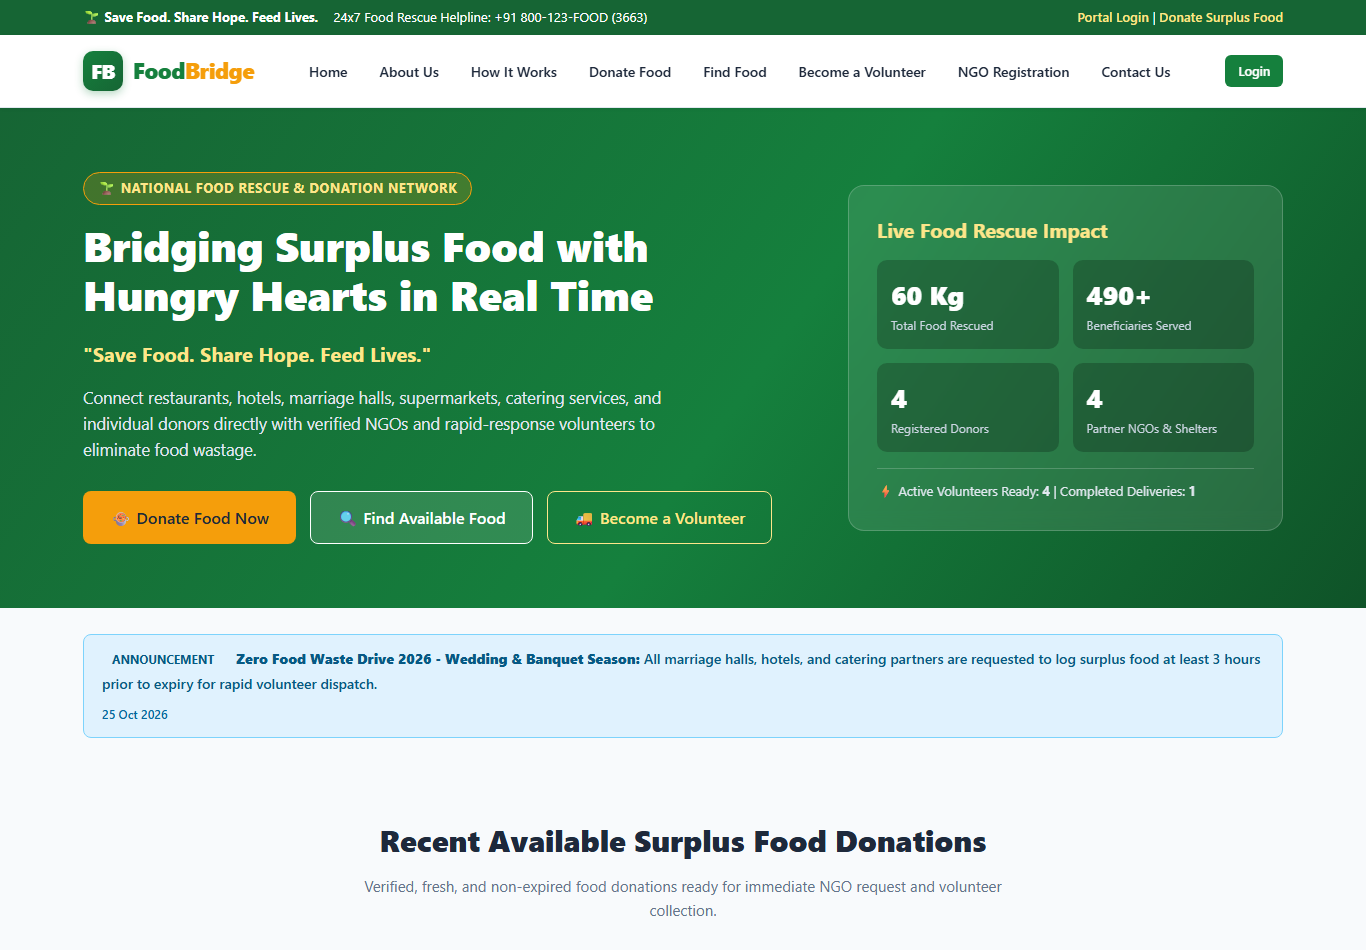 Save Food. Share Hope. Feed Lives. 24x7 Food Rescue Helpline: +91 800-123-FOOD (3663)
Portal Login | Donate Surplus Food
FB FoodBridge
Home About Us How It Works Donate Food Find Food Become a Volunteer NGO Registration Contact Us Login
NATIONAL FOOD RESCUE & DONATION NETWORK
Bridging Surplus Food with
Hungry Hearts in Real Time
"Save Food. Share Hope. Feed Lives."
Connect restaurants, hotels, marriage halls, supermarkets, catering services, and
individual donors directly with verified NGOs and rapid-response volunteers to
eliminate food wastage.
Donate Food Now Find Available Food Become a Volunteer
Live Food Rescue Impact
60 Kg
Total Food Rescued
490+
Beneficiaries Served
4
Registered Donors
4
Partner NGOs & Shelters
Active Volunteers Ready: 4 | Completed Deliveries: 1
ANNOUNCEMENT Zero Food Waste Drive 2026 - Wedding & Banquet Season: All marriage halls, hotels, and catering partners are requested to log surplus food at least 3 hours
prior to expiry for rapid volunteer dispatch.
25 Oct 2026
Recent Available Surplus Food Donations
Verified, fresh, and non-expired food donations ready for immediate NGO request and volunteer
collection.